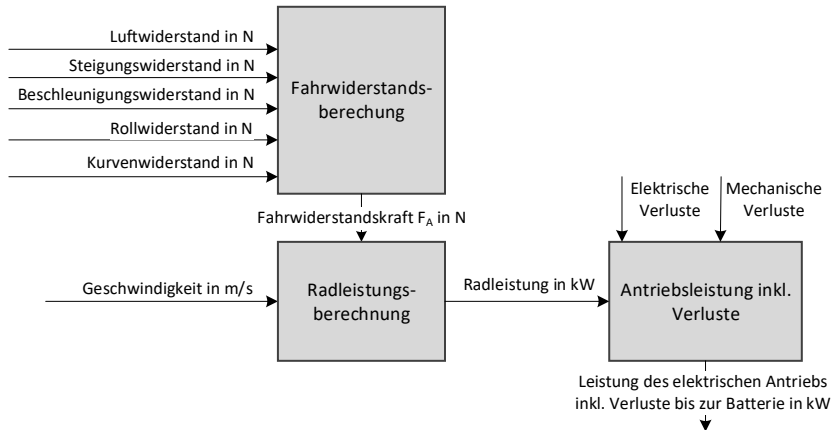 Luftwiderstand in N
Steigungswiderstand in N
Beschleunigungswiderstand in N
Rollwiderstand in N
Kurvenwiderstand in N
Fahrwiderstands-
berechung
Fahrwiderstandskraft FA in N
Geschwindigkeit in m/s
Radleistungs-
berechnung
Radleistung in kW
Elektrische
Verluste
Mechanische
Verluste
Antriebsleistung inkl.
Verluste
Leistung des elektrischen Antriebs
inkl. Verluste bis zur Batterie in kW